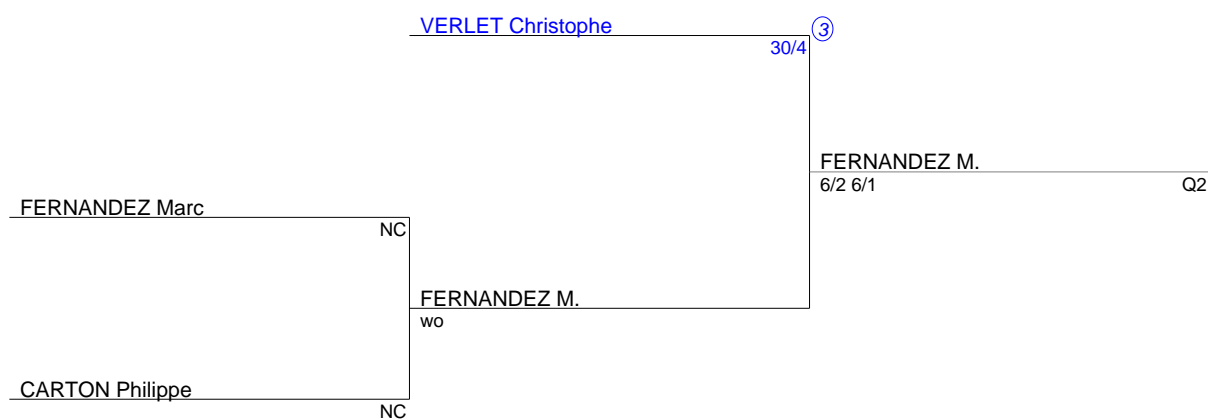 VERLET Christophe
3
30/4
FERNANDEZ M.
6/2 6/1
Q2
FERNANDEZ Marc
NC
FERNANDEZ M.
wo
CARTON Philippe
NC